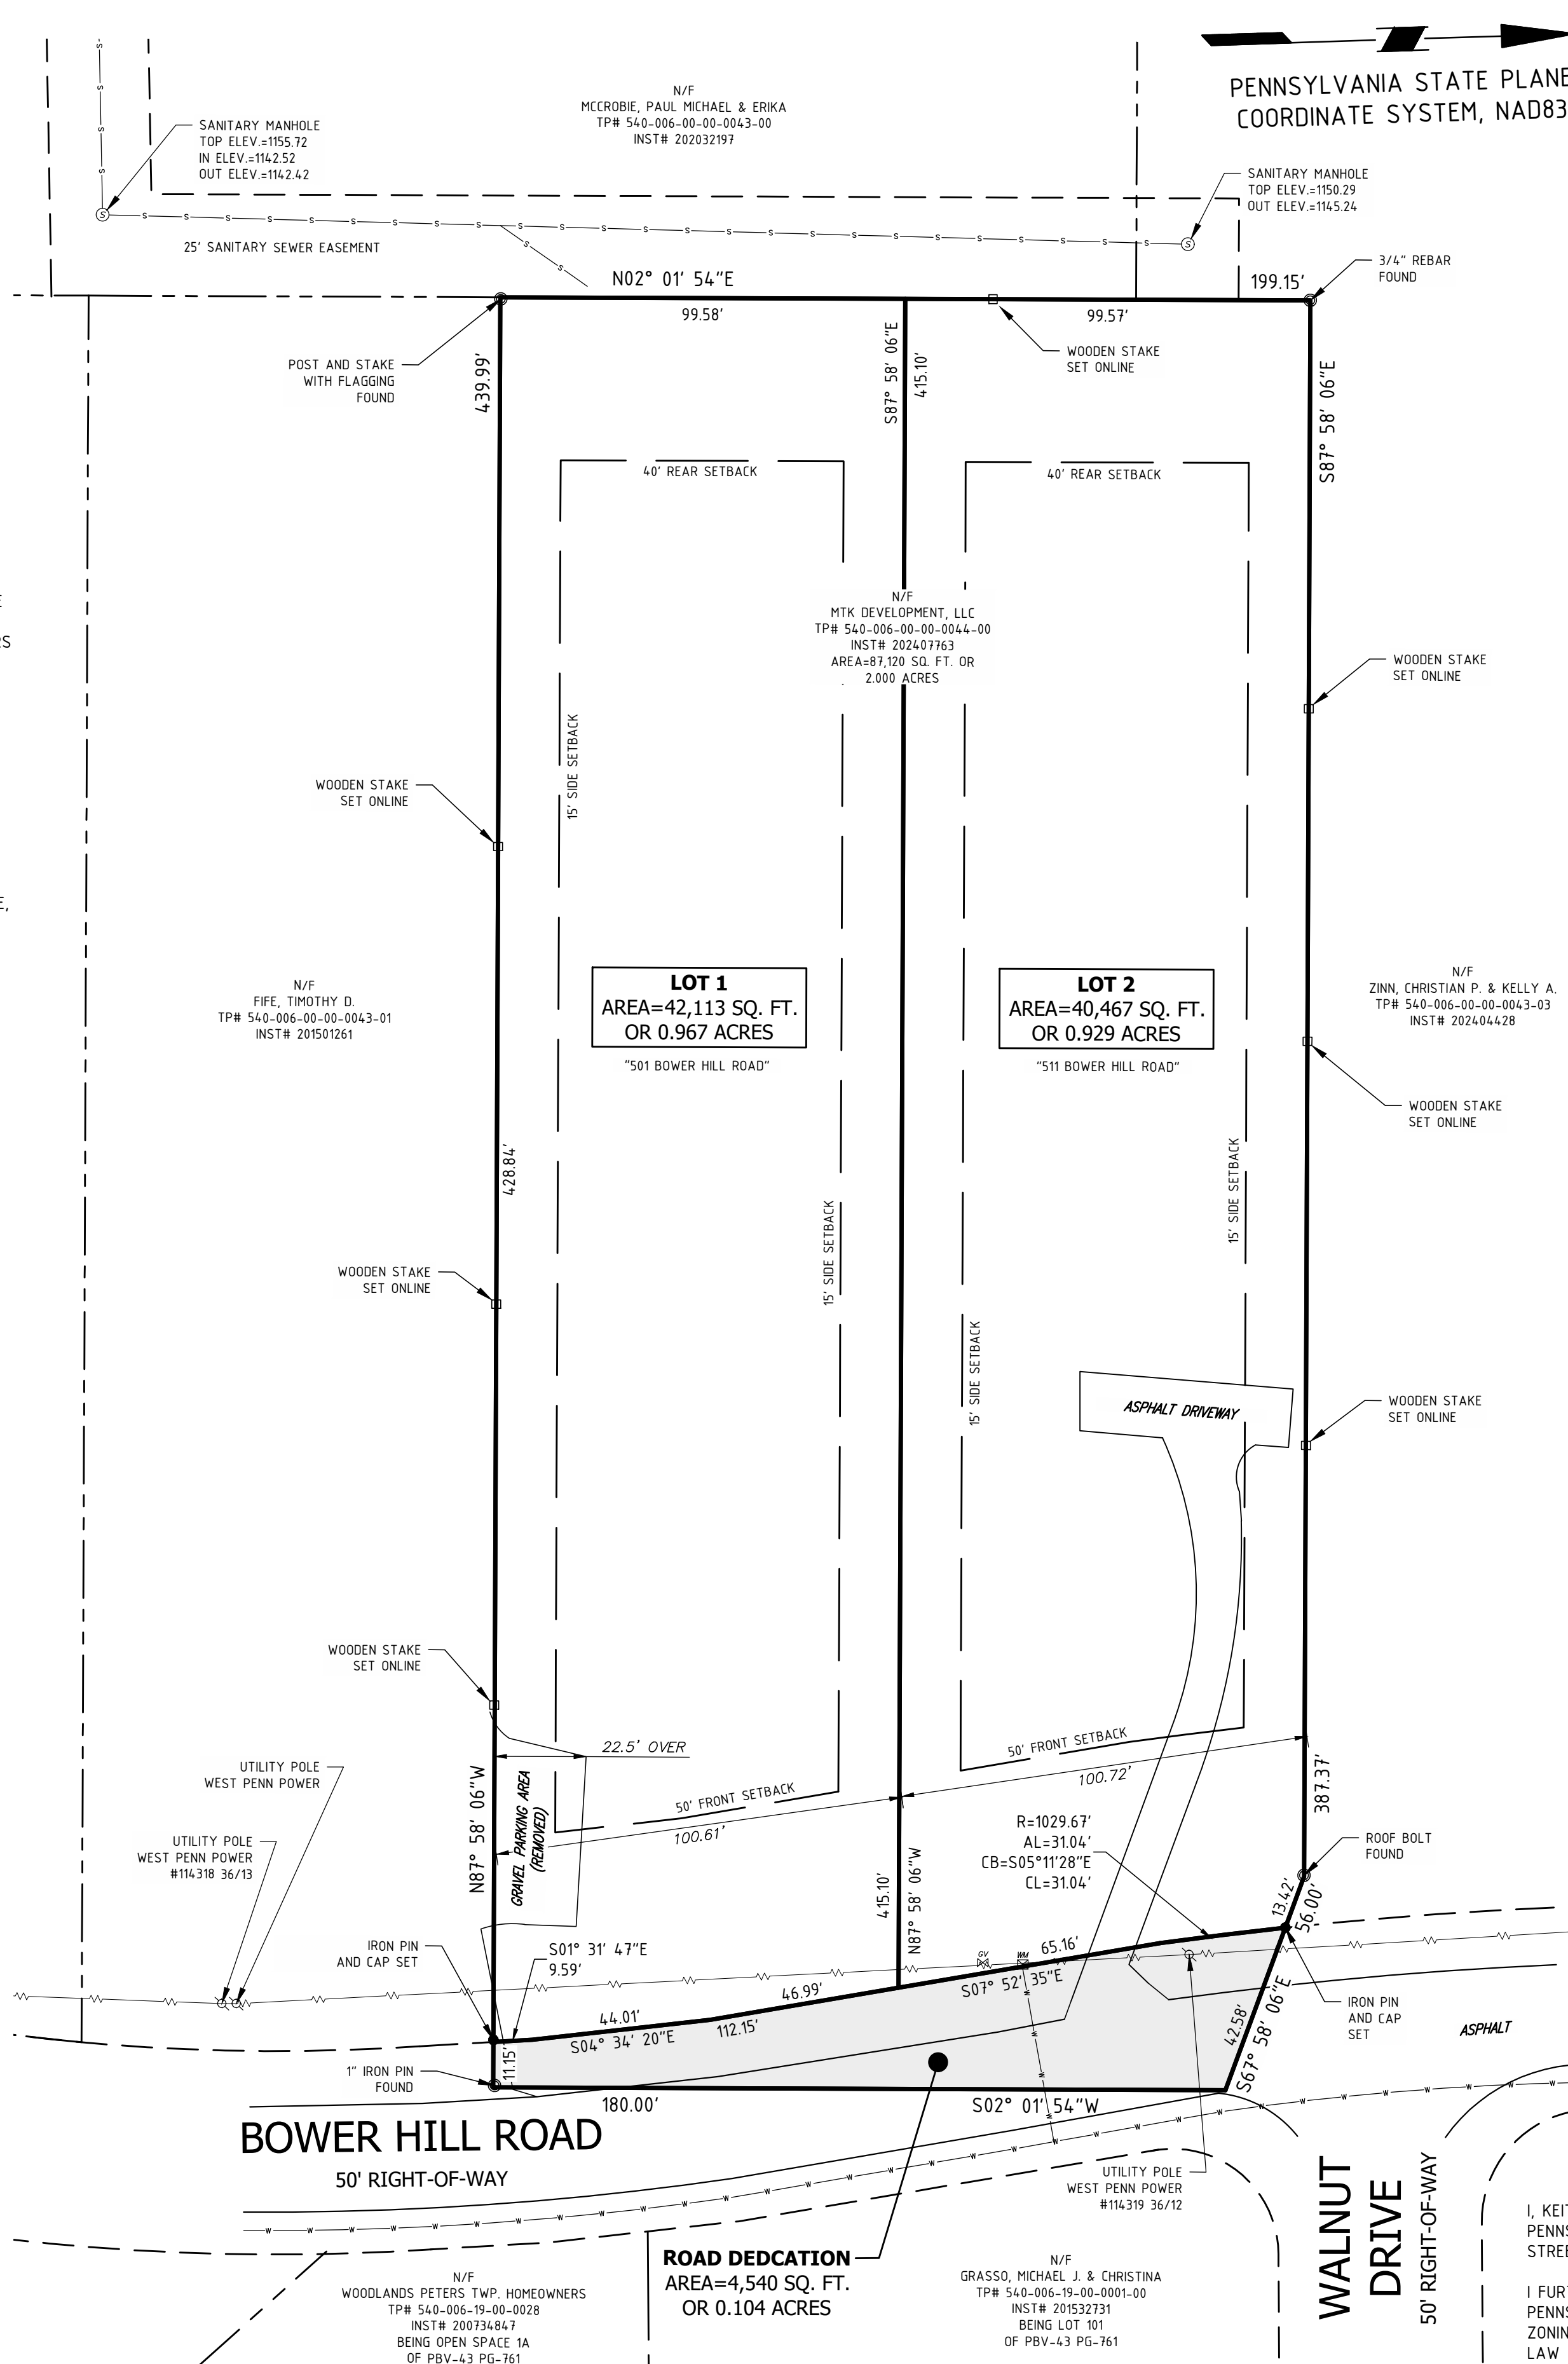 PENNSYLVANIA STATE PLANE
COORDINATE SYSTEM, NAD83
N/F
MCCROBIE, PAUL MICHAEL & ERIKA
TP# 540-006-00-00-0043-00
INST# 202032197
SANITARY MANHOLE
TOP ELEV.=1155.72
IN ELEV.=1142.52
OUT ELEV.=1142.42
SANITARY MANHOLE
TOP ELEV.=1150.29
OUT ELEV.=1145.24
25' SANITARY SEWER EASEMENT
N02° 01' 54"E
199.15'
3/4" REBAR
FOUND
99.58'
99.57'
POST AND STAKE
WITH FLAGGING
FOUND
439.99'
S87° 58' 06"E
415.10'
WOODEN STAKE
SET ONLINE
S87° 58' 06"E
40' REAR SETBACK
40' REAR SETBACK
N/F
MTK DEVELOPMENT, LLC
TP# 540-006-00-00-0044-00
INST# 202407763
AREA=87,120 SQ. FT. OR
2.000 ACRES
WOODEN STAKE
SET ONLINE
15' SIDE SETBACK
WOODEN STAKE
SET ONLINE
N/F
FIFE, TIMOTHY D.
TP# 540-006-00-00-0043-01
INST# 201501261
LOT 1
AREA=42,113 SQ. FT.
OR 0.967 ACRES
"501 BOWER HILL ROAD"
LOT 2
AREA=40,467 SQ. FT.
OR 0.929 ACRES
"511 BOWER HILL ROAD"
N/F
ZINN, CHRISTIAN P. & KELLY A.
TP# 540-006-00-00-0043-03
INST# 202404428
WOODEN STAKE
SET ONLINE
428.84'
15' SIDE SETBACK
15' SIDE SETBACK
15' SIDE SETBACK
WOODEN STAKE
SET ONLINE
ASPHALT DRIVEWAY
WOODEN STAKE
SET ONLINE
WOODEN STAKE
SET ONLINE
22.5' OVER
50' FRONT SETBACK
100.72'
50' FRONT SETBACK
100.61'
UTILITY POLE
WEST PENN POWER
N87° 58' 06"W
GRAVEL PARKING AREA
(REMOVED)
387.37'
UTILITY POLE
WEST PENN POWER
#114318 36/13
R=1029.67'
AL=31.04'
CB=S05°11'28"E
CL=31.04'
ROOF BOLT
FOUND
415.10'
N87° 58' 06"W
13.42'
56.00'
IRON PIN
AND CAP SET
S01° 31' 47"E
9.59'
GV
WM
65.16'
S07° 52' 35"E
46.99'
44.01'
S04° 34' 20"E
112.15'
IRON PIN
AND CAP
SET
42.58'
S67° 58' 06"E
ASPHALT
11.15'
1" IRON PIN
FOUND
180.00'
S02° 01' 54"W
BOWER HILL ROAD
50' RIGHT-OF-WAY
UTILITY POLE
WEST PENN POWER
#114319 36/12
WALNUT
DRIVE
50' RIGHT-OF-WAY
ROAD DEDCATION
AREA=4,540 SQ. FT.
OR 0.104 ACRES
N/F
WOODLANDS PETERS TWP. HOMEOWNERS
TP# 540-006-19-00-0028
INST# 200734847
BEING OPEN SPACE 1A
OF PBV-43 PG-761
N/F
GRASSO, MICHAEL J. & CHRISTINA
TP# 540-006-19-00-0001-00
INST# 201532731
BEING LOT 101
OF PBV-43 PG-761
I, KEIT
PENNS
STREE
I FURT
PENNS
ZONIN
LAW